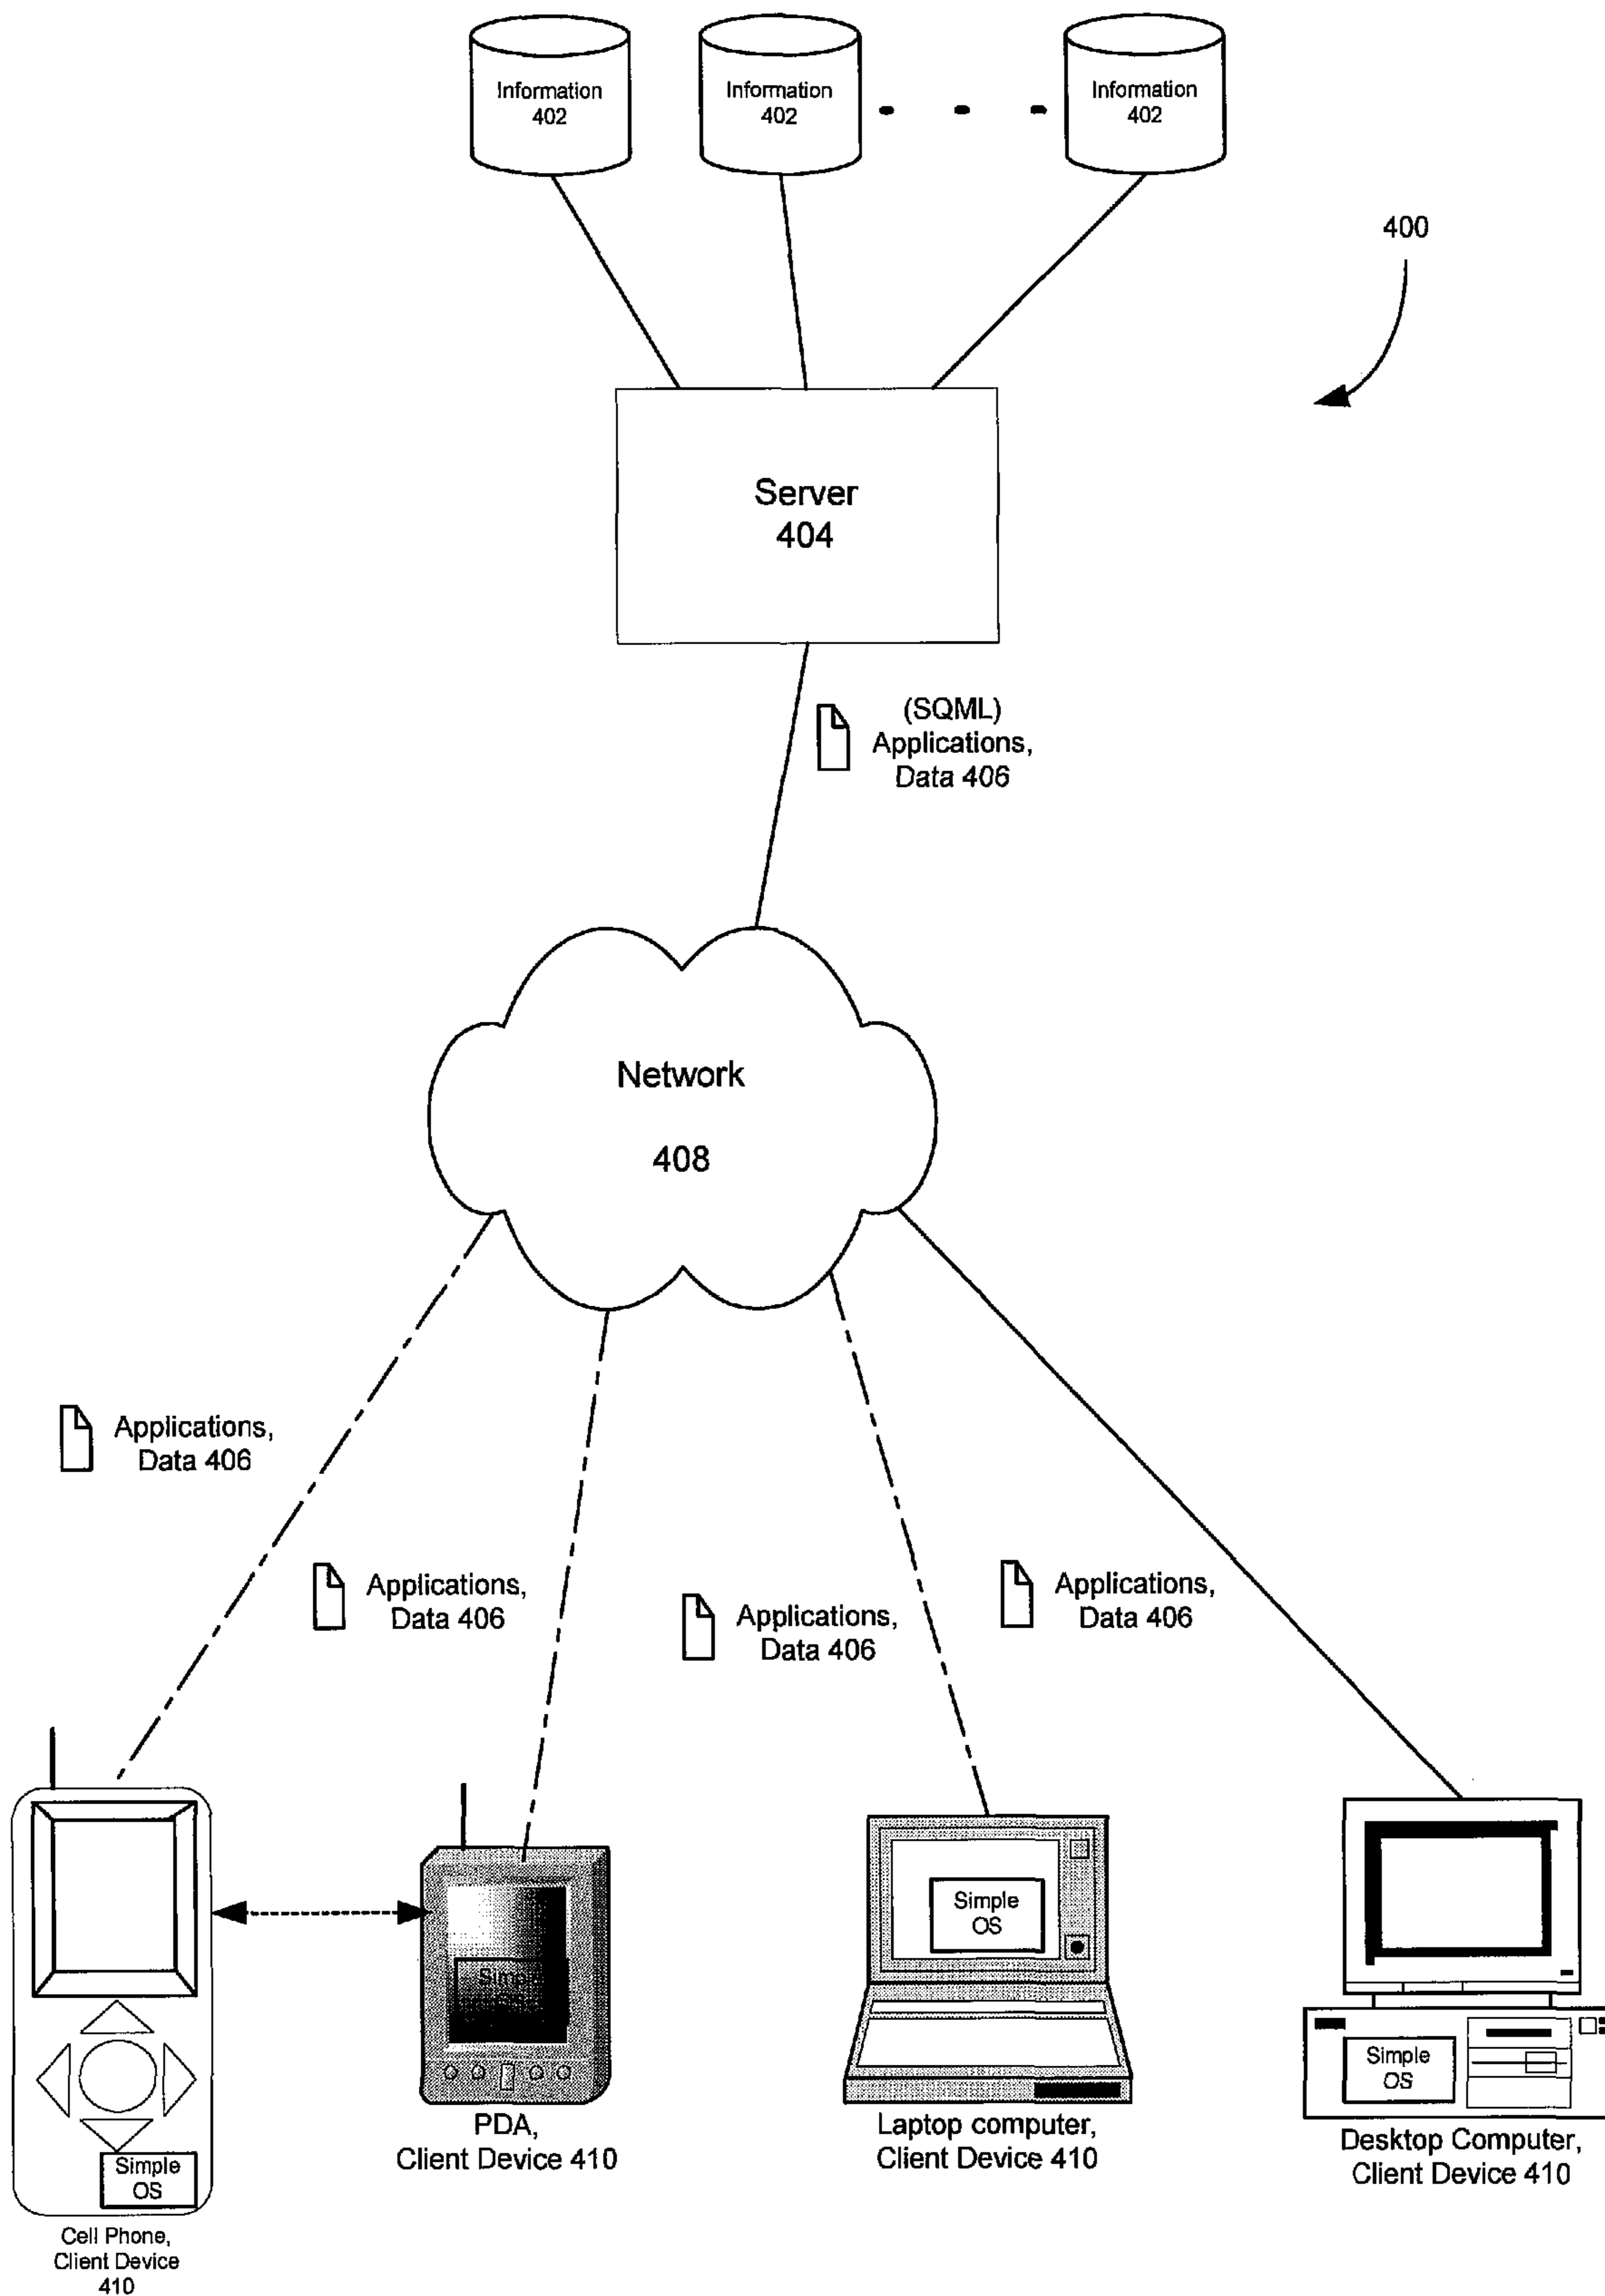 Information
402
Information
402
Information
402
400
Server
404
(SQML)
Applications,
Data 406
Network
408
Applications,
Data 406
Applications,
Data 406
Applications,
Data 406
Applications,
Data 406
Simple
OS
Simple
OS
Simple
OS
Simple
OS
PDA,
Client Device 410
Laptop computer,
Client Device 410
Desktop Computer,
Client Device 410
Cell Phone,
Client Device
410